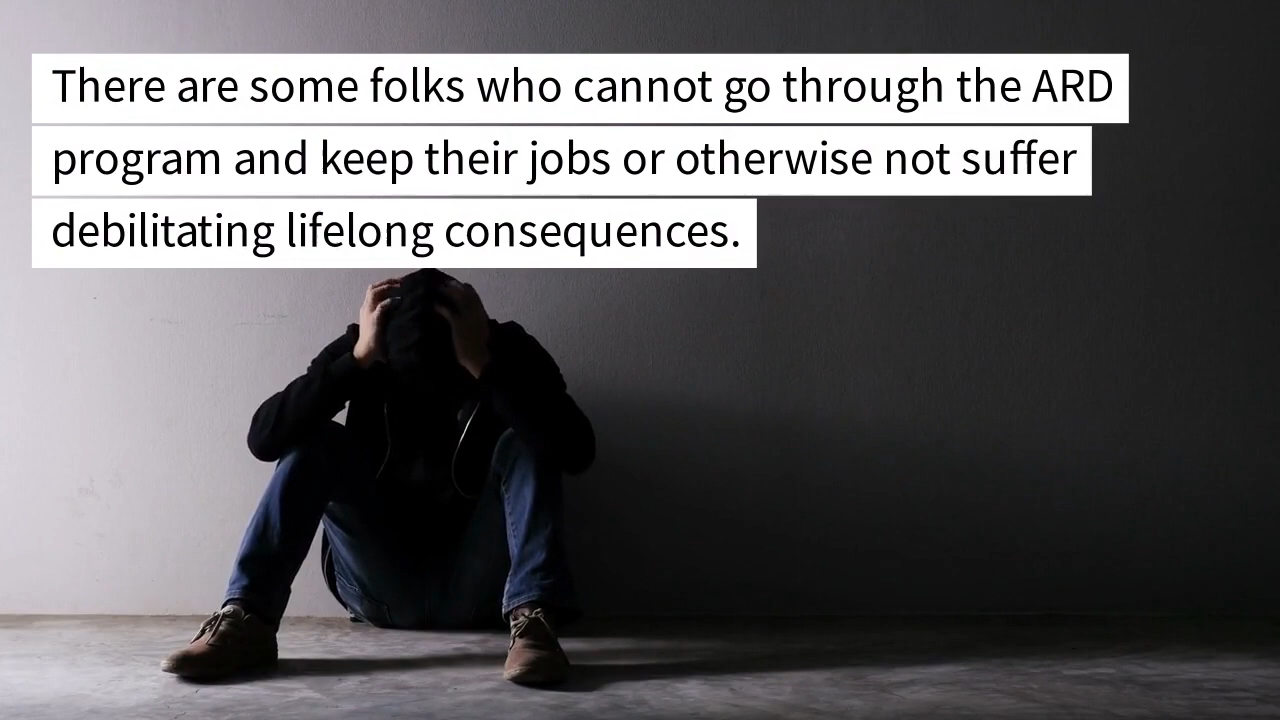 There are some folks who cannot go through the ARD
program and keep their jobs or otherwise not suffer
debilitating lifelong consequences.